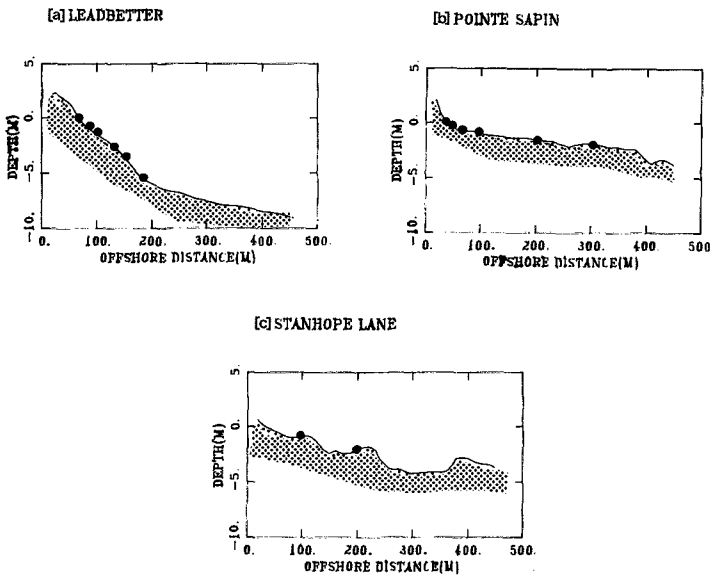 [a] LEADBETTER
[b] POINTE SAPIN
5.
0.
-5.
-10.
DEPTH(M)
0. 100. 200. 300. 400. 500.
OFFSHORE DISTANCE(M)
5.
0.
-5.
-10.
DEPTH(M)
0. 100. 200. 300. 400. 500.
OFFSHORE DISTANCE(M)
[c] STANHOPE LANE
5.
0.
-5.
-10.
DEPTH(M)
0. 100. 200. 300. 400. 500.
OFFSHORE DISTANCE(M)